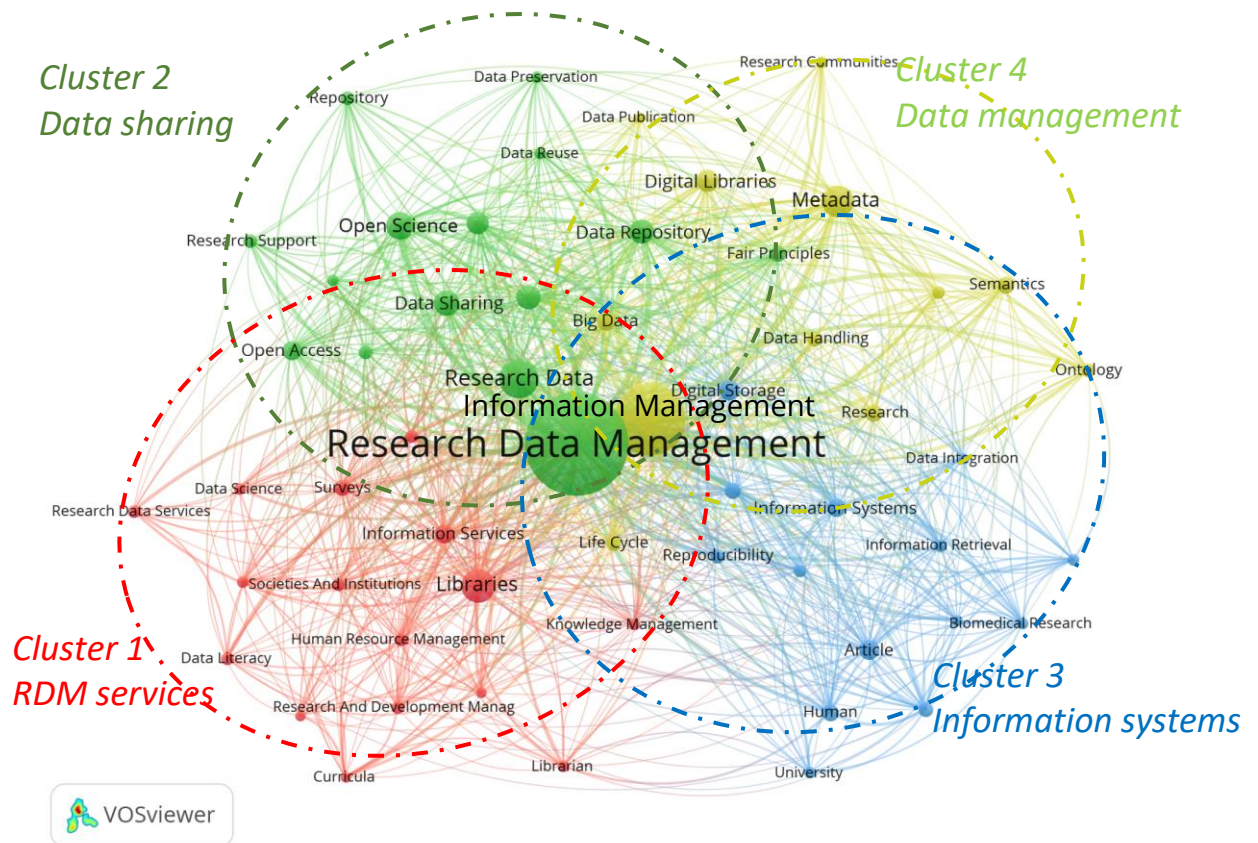 Cluster 2
Data sharing
Cluster 4
Data management
Research Communities
Data Preservation
Repository
Data Publication
Data Reuse
Digital Libraries
Metadata
Open Science
Data Repository
Research Support
Fair Principles
Semantics
Data Sharing
Big Data
Data Handling
Open Access
Ontology
Research Data
Digital Storage
Information Management
Research
Research Data Management
Data Integration
Data Science
Surveys
Research Data Services
Information Systems
Information Services
Information Retrieval
Life Cycle
Reproducibility
Societies And Institutions
Libraries
Knowledge Management
Biomedical Research
Human Resource Management
Article
Cluster 1
RDM services
Data Literacy
Cluster 3
Information systems
Research And Development Manag
Human
Librarian
University
Curricula
VOSviewer